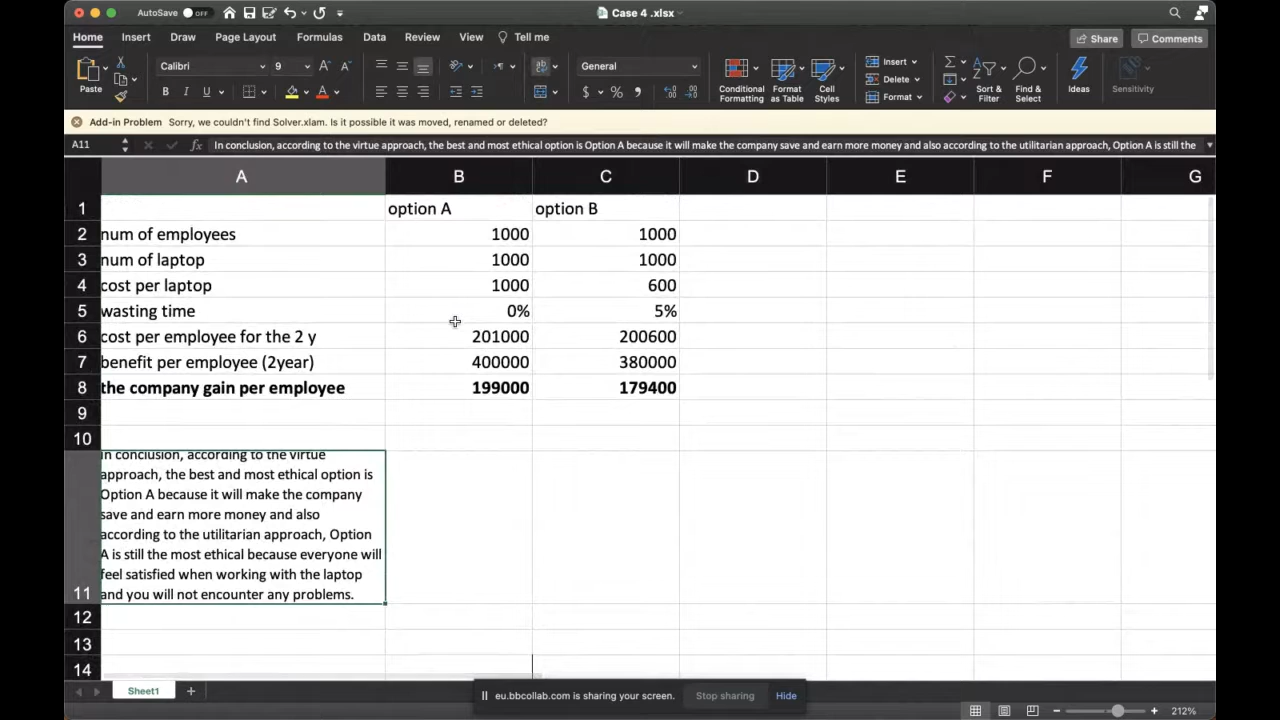 AutoSave OFF
Case 4 .xlsx
Home Insert Draw Page Layout Formulas Data Review View Tell me Share Comments
Paste Calibri 9 General Conditional Formatting Format as Table Cell Styles Insert Delete Format Sort & Filter Find & Select Ideas Sensitivity
Add-in Problem Sorry, we couldn't find Solver.xlam. Is it possible it was moved, renamed or deleted?
A11 fx In conclusion, according to the virtue approach, the best and most ethical option is Option A because it will make the company save and earn more money and also according to the utilitarian approach, Option A is still the
A B C D E F G
1 option A option B
2 num of employees 1000 1000
3 num of laptop 1000 1000
4 cost per laptop 1000 600
5 wasting time 0% 5%
6 cost per employee for the 2 y 201000 200600
7 benefit per employee (2year) 400000 380000
8 the company gain per employee 199000 179400
9
10
In conclusion, according to the virtue
approach, the best and most ethical option is
Option A because it will make the company
save and earn more money and also
according to the utilitarian approach, Option
A is still the most ethical because everyone will
feel satisfied when working with the laptop
11 and you will not encounter any problems.
12
13
14
Sheet1
eu.bbcollab.com is sharing your screen. Stop sharing Hide
212%